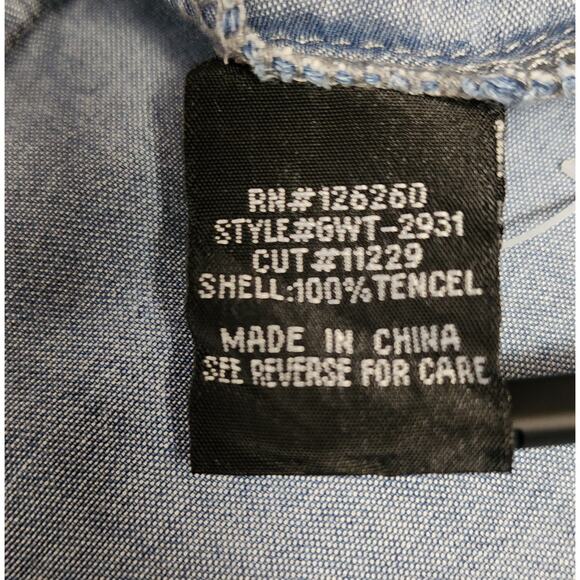 RN#126260
STYLE#GWT-2931
CUT#11229
SHELL:100%TENCEL
MADE IN CHINA
SEE REVERSE FOR CARE